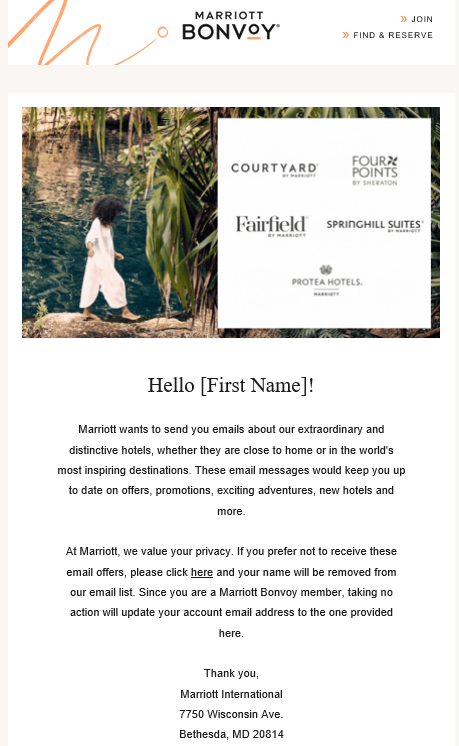 MARRIOTT
BONVOY®
» JOIN
» FIND & RESERVE
COURTYARD®
BY MARRIOTT
FOUR
POINTS
BY SHERATON
Fairfield®
BY MARRIOTT
SPRINGHILL SUITES®
BY MARRIOTT
PROTEA HOTELS.
MARRIOTT
Hello [First Name]!
Marriott wants to send you emails about our extraordinary and
distinctive hotels, whether they are close to home or in the world's
most inspiring destinations. These email messages would keep you up
to date on offers, promotions, exciting adventures, new hotels and
more.
At Marriott, we value your privacy. If you prefer not to receive these
email offers, please click here and your name will be removed from
our email list. Since you are a Marriott Bonvoy member, taking no
action will update your account email address to the one provided
here.
Thank you,
Marriott International
7750 Wisconsin Ave.
Bethesda, MD 20814